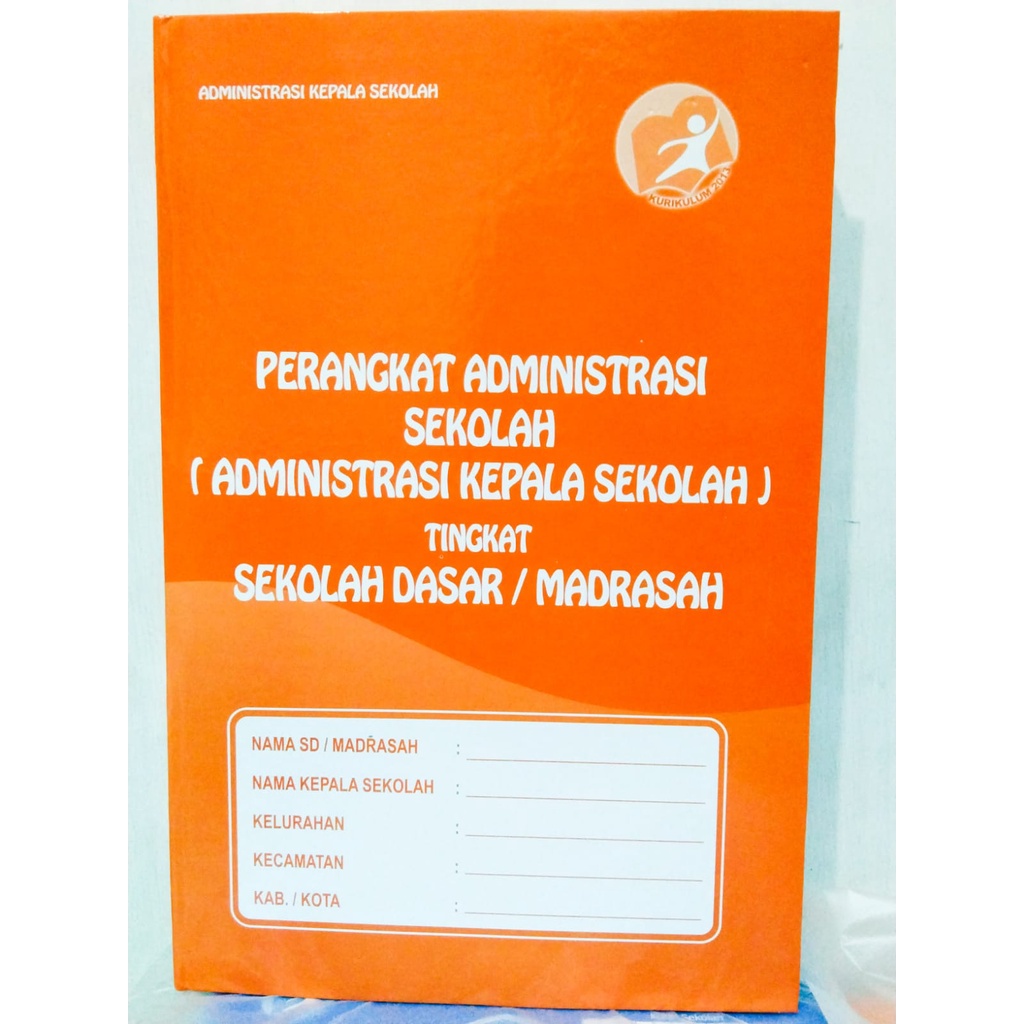 ADMINISTRASI KEPALA SEKOLAH
KURIKULUM 2013
PERANGKAT ADMINISTRASI
SEKOLAH
( ADMINISTRASI KEPALA SEKOLAH )
TINGKAT
SEKOLAH DASAR / MADRASAH
NAMA SD / MADRASAH :
NAMA KEPALA SEKOLAH :
KELURAHAN :
KECAMATAN :
KAB. / KOTA :
Sekolah